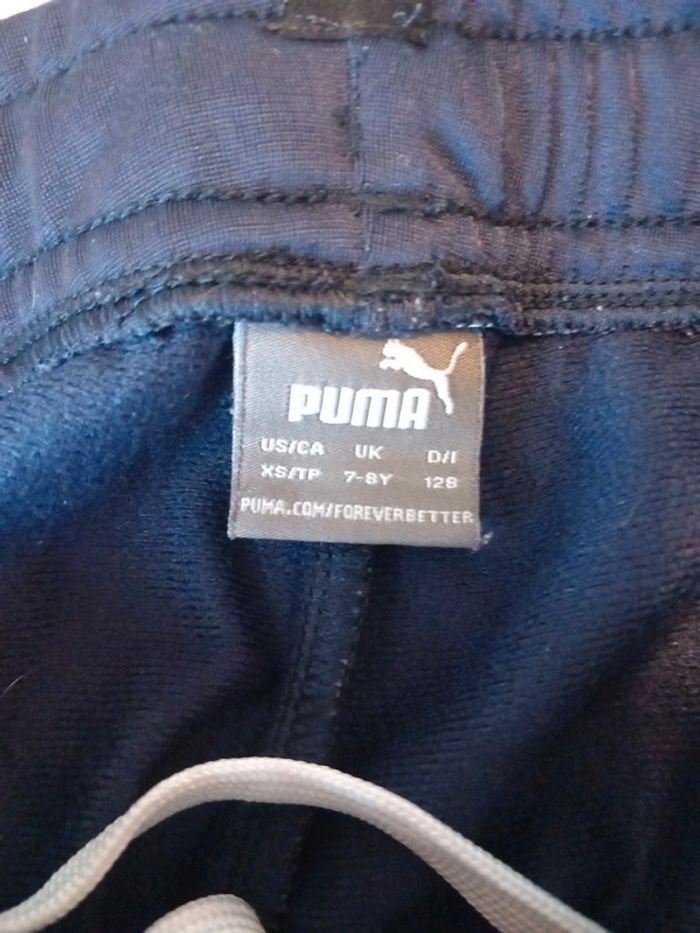 PUMA
US/CA UK D/I
XS/TP 7-8Y 128
PUMA.COM/FOREVERBETTER